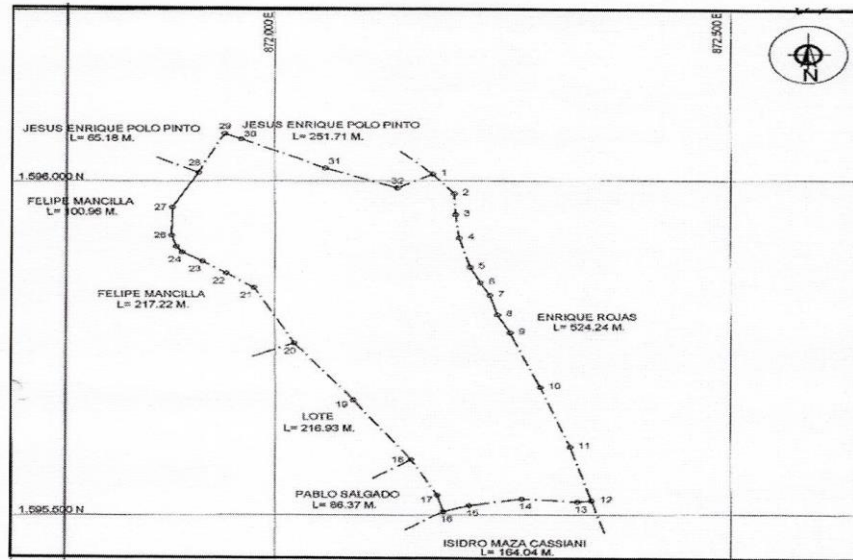 872.000 E
872.500 E
N
JESUS ENRIQUE POLO PINTO
L= 65.18 M.
29
30
JESUS ENRIQUE POLO PINTO
L= 251.71 M.
28
31
32
1
1.596.000 N
2
FELIPE MANCILLA
L= 100.96 M.
27
3
26
4
24
23
5
22
6
FELIPE MANCILLA
L= 217.22 M.
21
7
8
ENRIQUE ROJAS
L= 524.24 M.
9
20
10
19
LOTE
L= 216.93 M.
11
18
PABLO SALGADO
L= 86.37 M.
17
16
15
14
13
12
1.595.500 N
ISIDRO MAZA CASSIANI
L= 164.04 M.